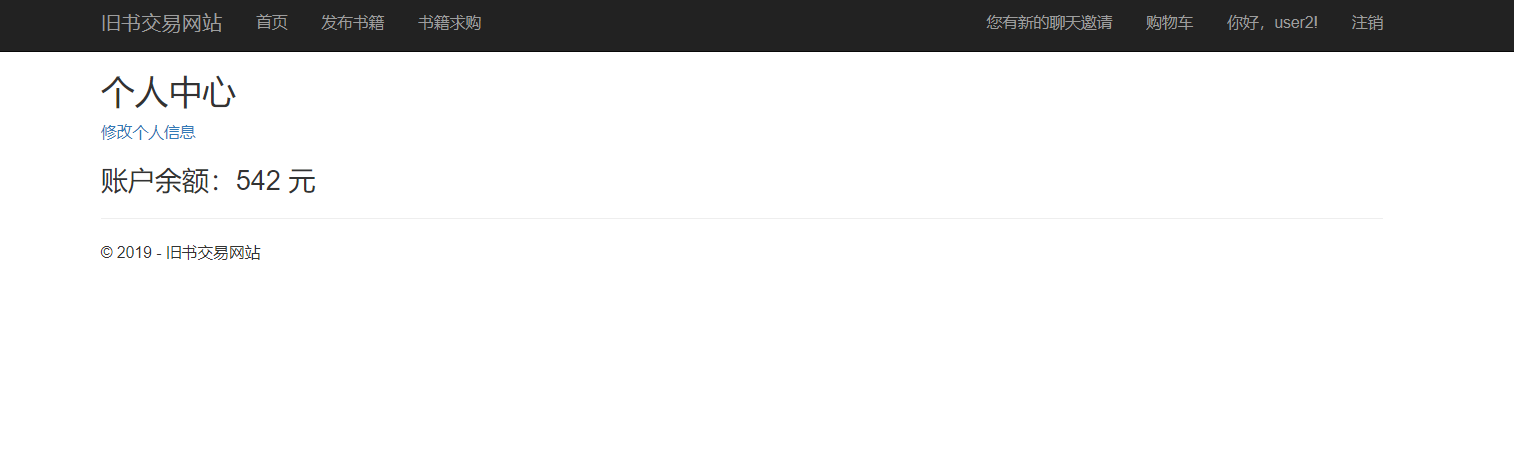 旧书交易网站 首页 发布书籍 书籍求购 您有新的聊天邀请 购物车 你好，user2! 注销
个人中心
修改个人信息
账户余额：542 元
© 2019 - 旧书交易网站